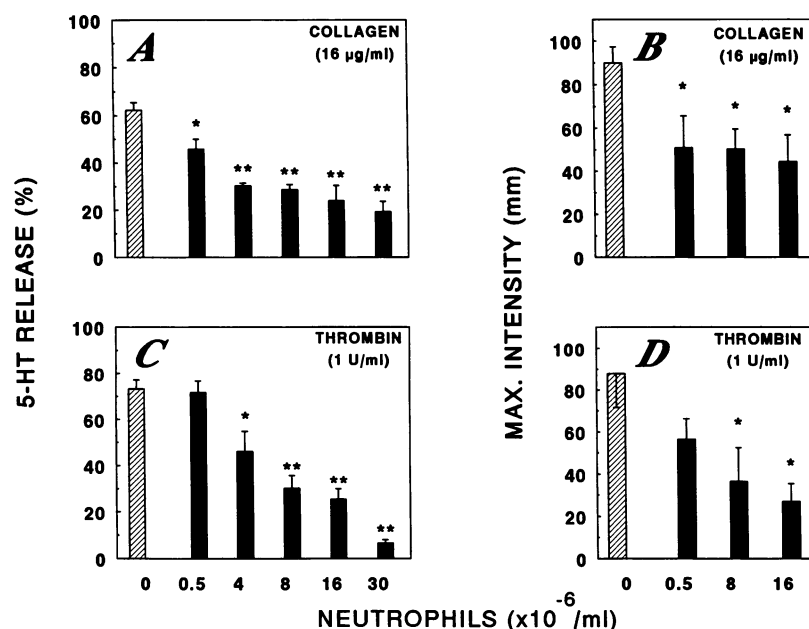 A
COLLAGEN
(16 µg/ml)
100
80
60
40
20
0
*
**
**
**
**
B
COLLAGEN
(16 µg/ml)
100
80
60
40
20
0
*
*
*
5-HT RELEASE (%)
MAX. INTENSITY (mm)
C
THROMBIN
(1 U/ml)
100
80
60
40
20
0
*
**
**
**
0 0.5 4 8 16 30
D
THROMBIN
(1 U/ml)
100
80
60
40
20
0
*
*
0 0.5 8 16
NEUTROPHILS (x10-6/ml)